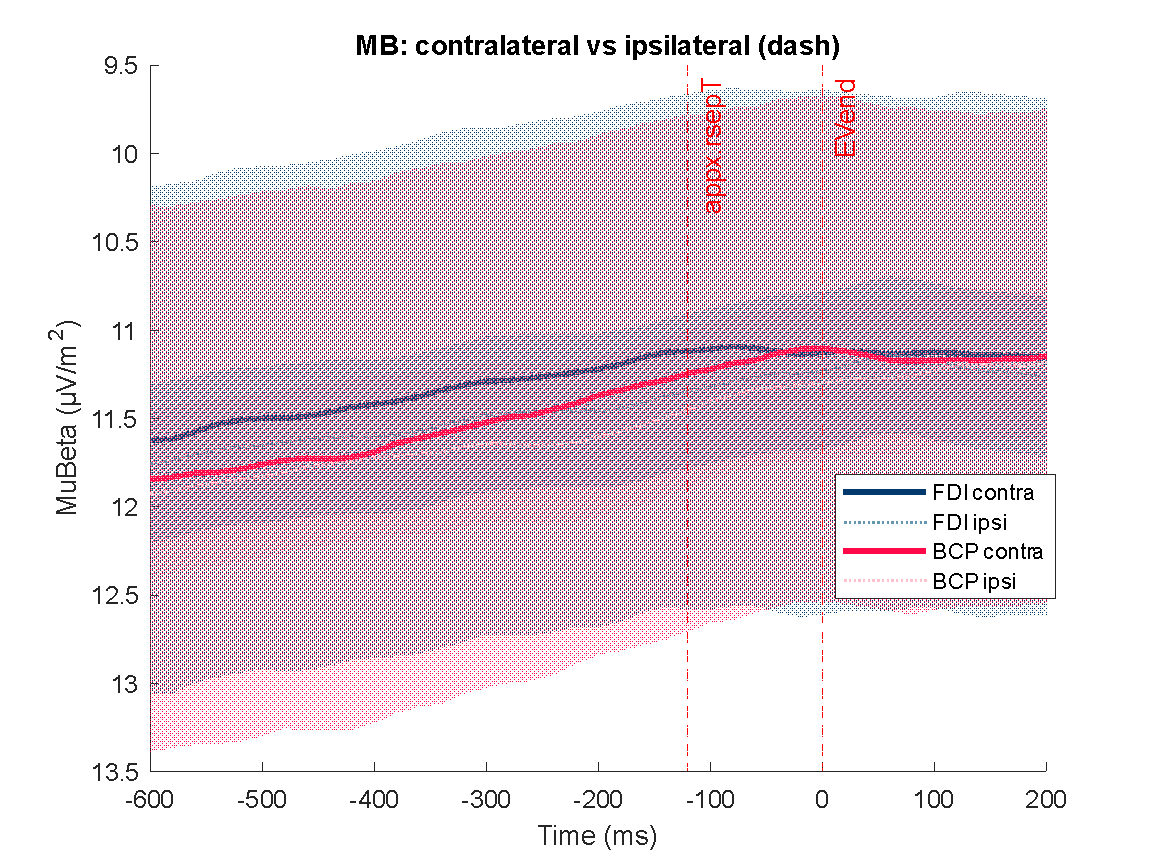 MB: contralateral vs ipsilateral (dash)
9.5
10
10.5
11
11.5
12
12.5
13
13.5
MuBeta (µV/m²)
appx.rsepT
EVend
FDI contra
FDI ipsi
BCP contra
BCP ipsi
-600
-500
-400
-300
-200
-100
0
100
200
Time (ms)